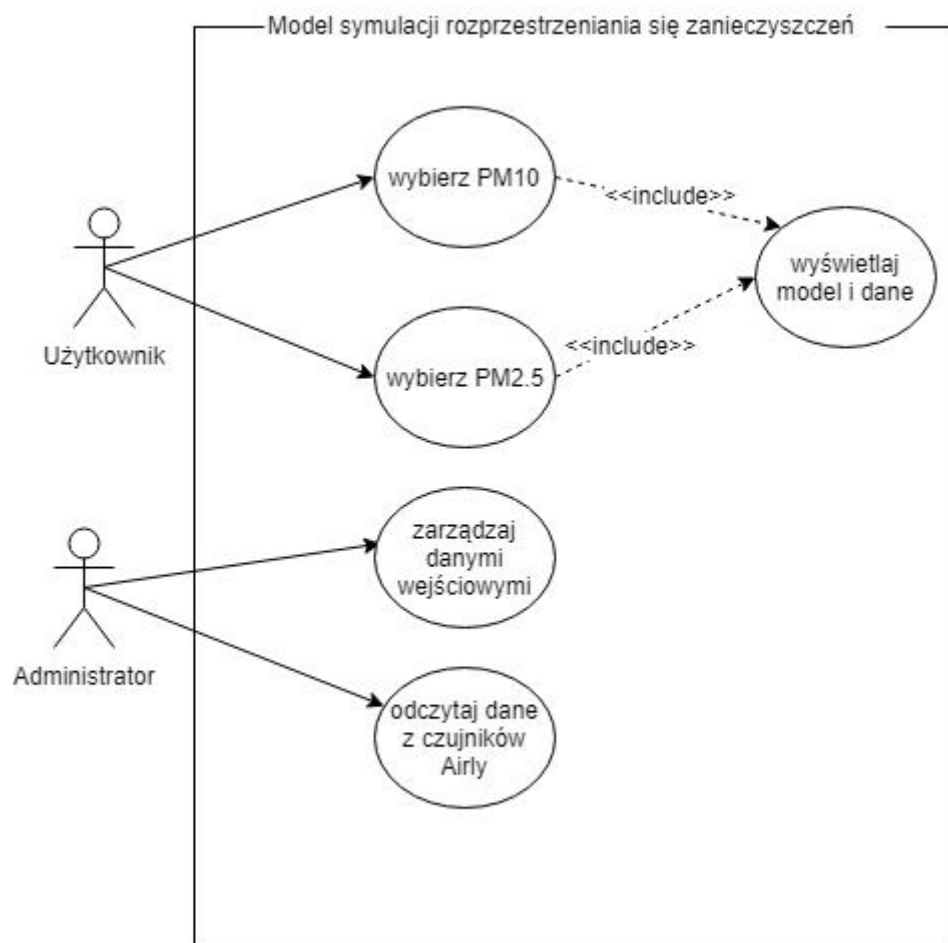 Model symulacji rozprzestrzeniania się zanieczyszczeń
wybierz PM10
<<include>>
wyświetlaj
model i dane
Użytkownik
<<include>>
wybierz PM2.5
zarządzaj
danymi
wejściowymi
Administrator
odczytaj dane
z czujników
Airly